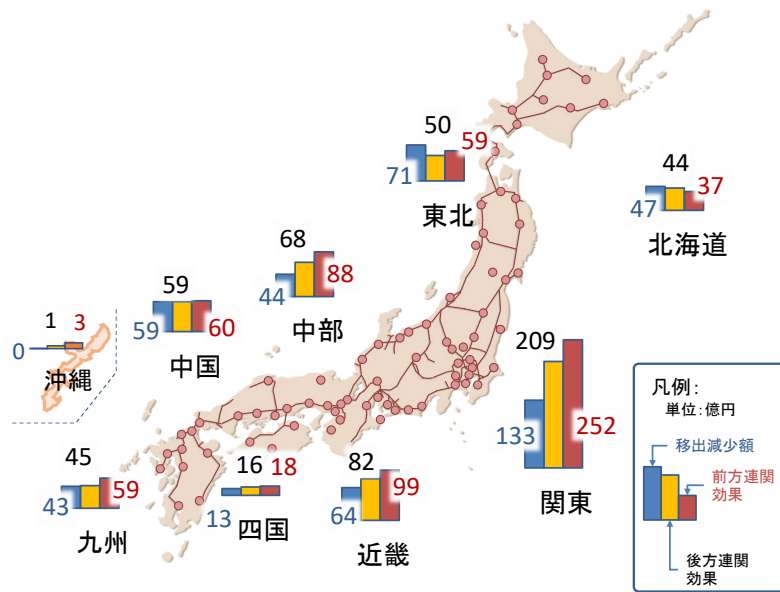 50
59
71
東北
44
37
47
北海道
68
88
44
中部
59
60
59
中国
1
3
0
沖縄
209
252
133
関東
45
59
43
九州
16
18
13
四国
82
99
64
近畿
凡例:
単位:億円
移出減少額
前方連関
効果
後方連関
効果